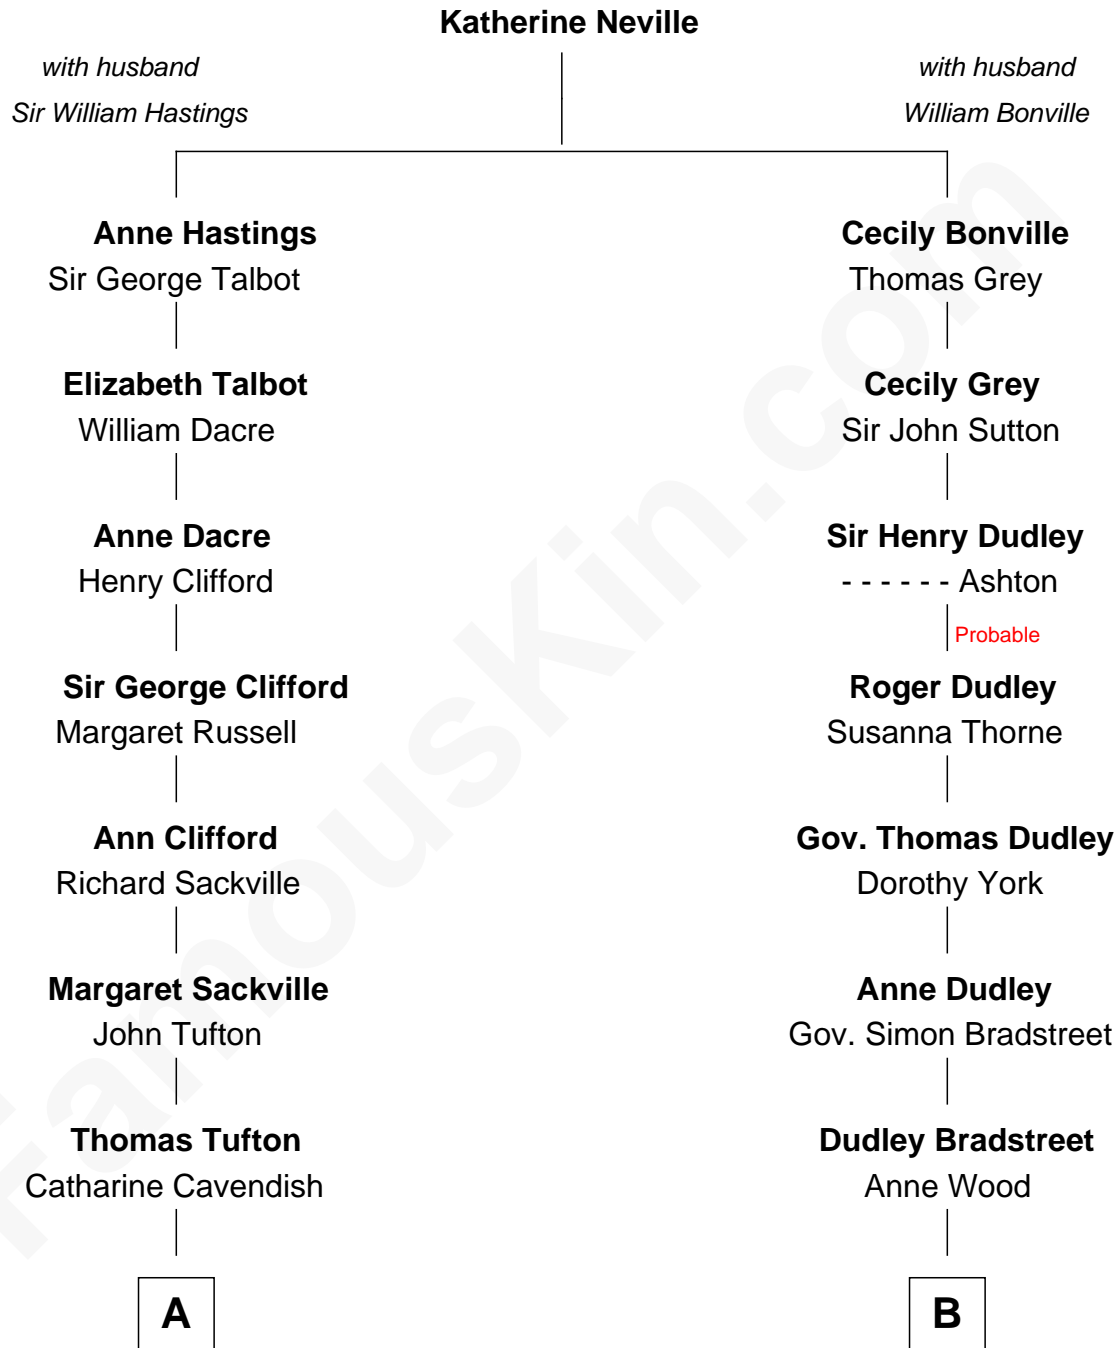 Katherine Neville
with husband
Sir William Hastings
with husband
William Bonville
Anne Hastings
Sir George Talbot
Cecily Bonville
Thomas Grey
Elizabeth Talbot
William Dacre
Cecily Grey
Sir John Sutton
Anne Dacre
Henry Clifford
Sir Henry Dudley
- - - - - - Ashton
Probable
Sir George Clifford
Margaret Russell
Roger Dudley
Susanna Thorne
Ann Clifford
Richard Sackville
Gov. Thomas Dudley
Dorothy York
Margaret Sackville
John Tufton
Anne Dudley
Gov. Simon Bradstreet
Thomas Tufton
Catharine Cavendish
Dudley Bradstreet
Anne Wood
A
B
FamousKin.com